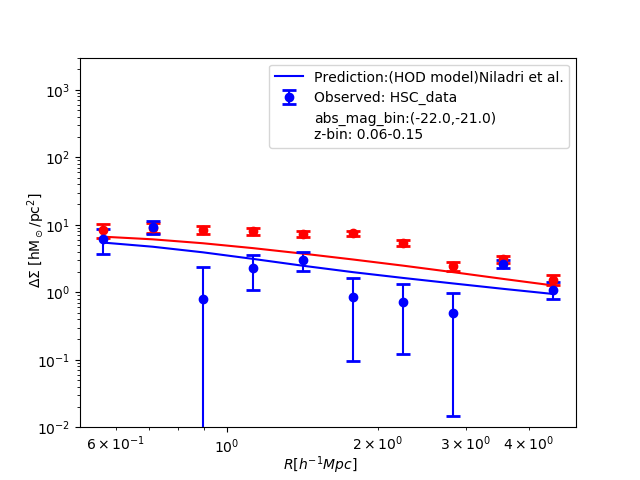 Prediction:(HOD model)Niladri et al.
Observed: HSC_data
abs_mag_bin:(-22.0,-21.0)
z-bin: 0.06-0.15
ΔΣ [hM⊙/pc²]
10³
10²
10¹
10⁰
10⁻¹
10⁻²
6 × 10⁻¹
10⁰
2 × 10⁰
3 × 10⁰
4 × 10⁰
R[h⁻¹Mpc]